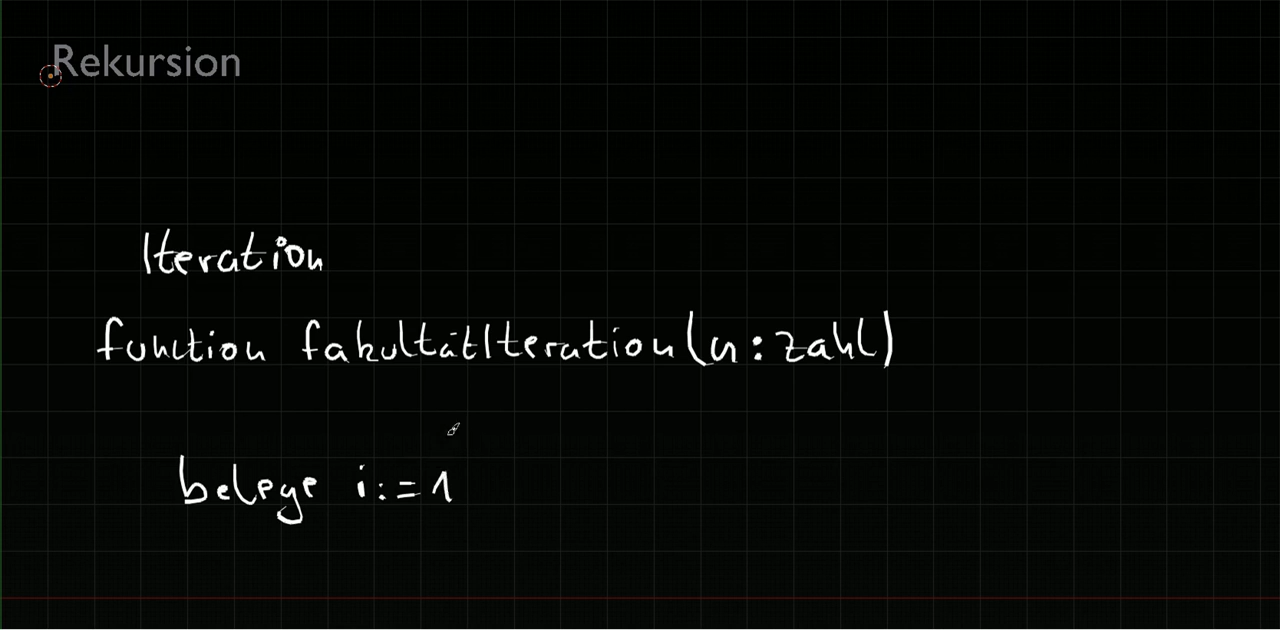 Rekursion
Iteration
function fakultätIteration(n:zahl)
belege i:=1